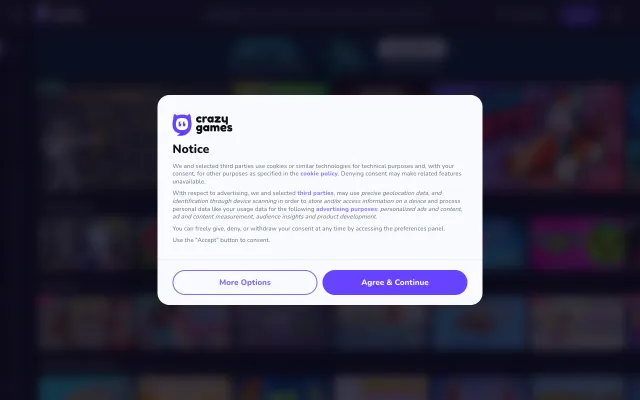 crazy
games
Notice
We and selected third parties use cookies or similar technologies for technical purposes and, with your
consent, for other purposes as specified in the cookie policy. Denying consent may make related features
unavailable.
With respect to advertising, we and selected third parties, may use precise geolocation data, and
identification through device scanning in order to store and/or access information on a device and process
personal data like your usage data for the following advertising purposes: personalized ads and content,
ad and content measurement, audience insights and product development.
You can freely give, deny, or withdraw your consent at any time by accessing the preferences panel.
Use the "Accept" button to consent.
More Options
Agree & Continue